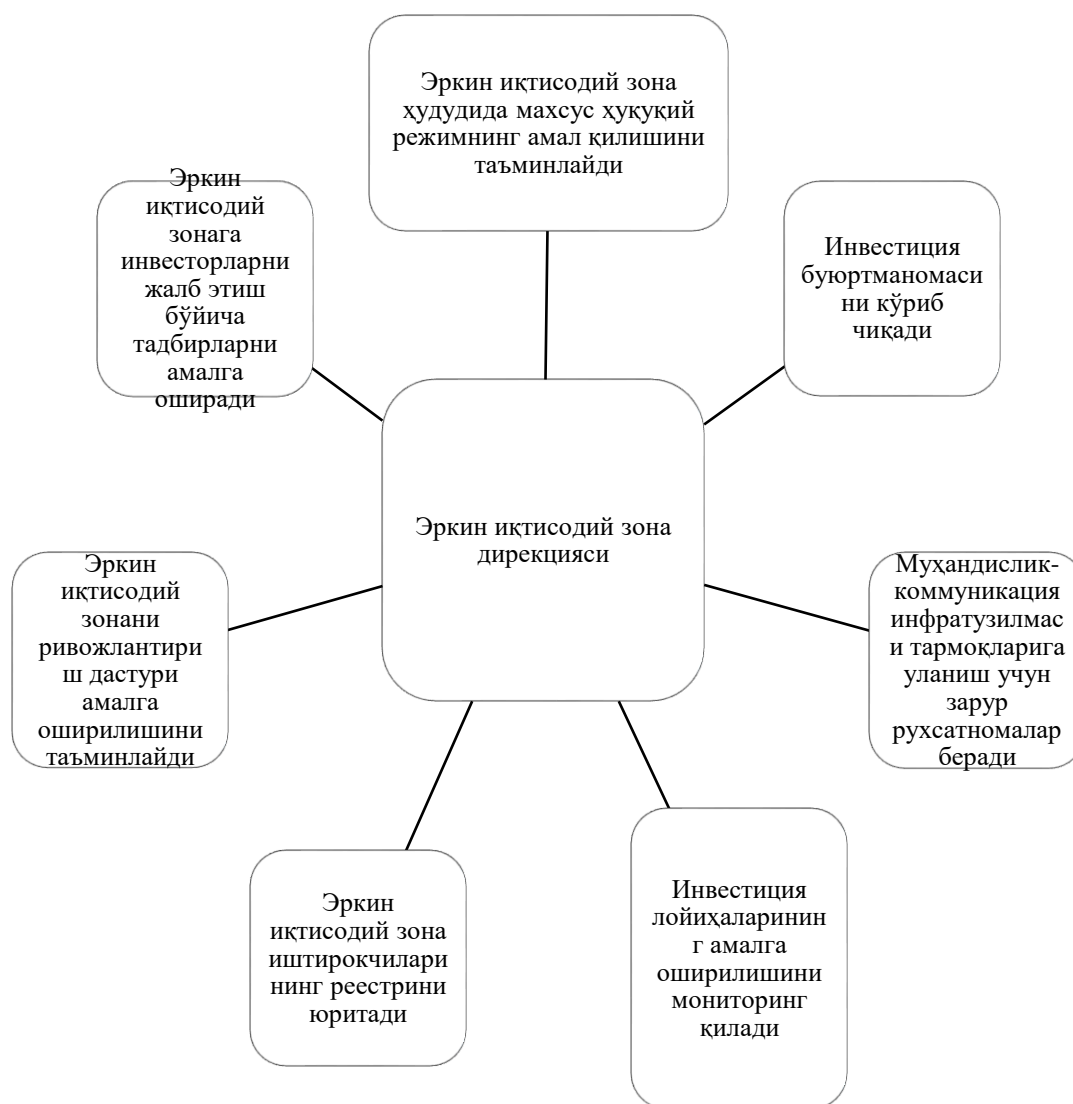 Эркин иқтисодий зона
ҳудудида махсус ҳуқуқий
режимнинг амал қилишини
таъминлайди
Эркин
иқтисодий
зонага
инвесторларни
жалб этиш
бўйича
тадбирларни
амалга
оширади
Инвестиция
буюртманомаси
ни кўриб
чиқади
Эркин иқтисодий зона
дирекцияси
Эркин
иқтисодий
зонани
ривожлантири
ш дастури
амалга
оширилишини
таъминлайди
Муҳандислик-
коммуникация
инфратузилмас
и тармоқларига
уланиш учун
зарур
рухсатномалар
беради
Эркин
иқтисодий зона
иштирокчилари
нинг реестрини
юритади
Инвестиция
лойиҳаларининг
г амалга
оширилишини
мониторинг
қилади